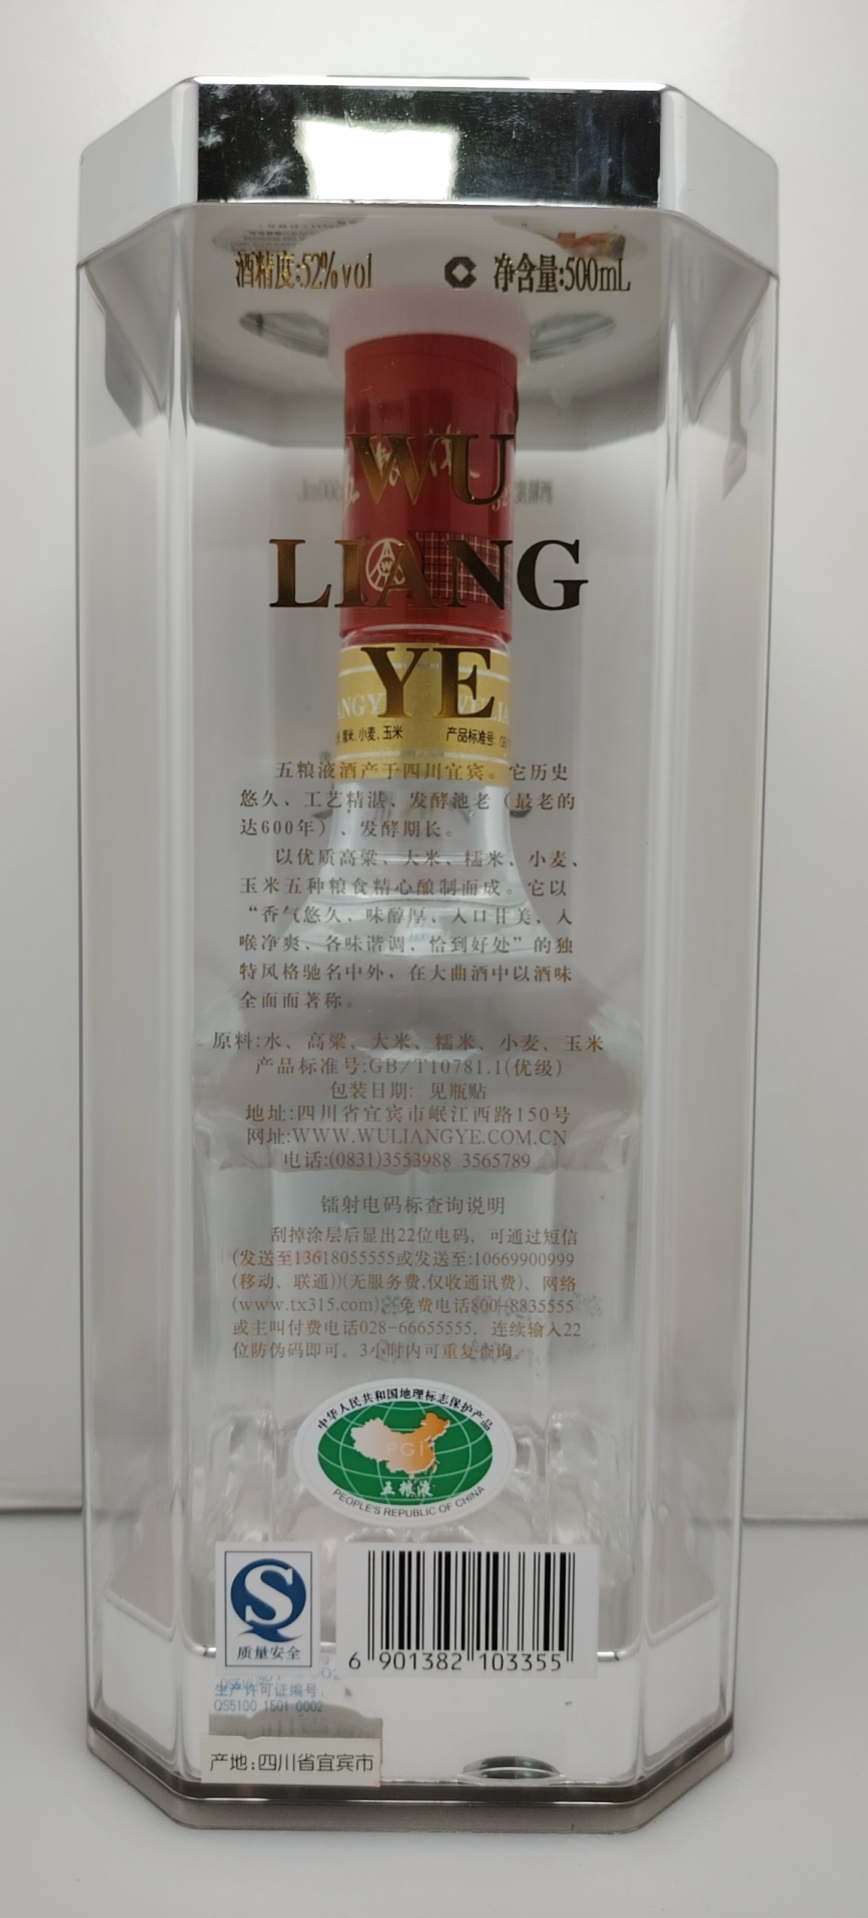 酒精度:52%vol
净含量:500mL
WU
LIANG
YE
糯米、小麦、玉米
产品标准号:
五粮液酒产于四川宜宾。它历史
悠久、工艺精湛、发酵池老（最老的
达600年）、发酵期长。
以优质高粱、大米、糯米、小麦、
玉米五种粮食精心酿制而成。它以
“香气悠久、味醇厚、入口甘美、入
喉净爽、各味谐调、恰到好处”的独
特风格驰名中外，在大曲酒中以酒味
全面而著称。
原料:水、高粱、大米、糯米、小麦、玉米
产品标准号:GB/T10781.1(优级)
包装日期: 见瓶贴
地址:四川省宜宾市岷江西路150号
网址:WWW.WULIANGYE.COM.CN
电话:(0831)3553988 3565789
镭射电码标查询说明
刮掉涂层后显出22位电码，可通过短信
(发送至13618055555或发送至:10669900999
(移动、联通))(无服务费,仅收通讯费)、网络
(www.tx315.com)、免费电话800-8835555
或主叫付费电话028-66655555，连续输入22
位防伪码即可。3小时内可重复查询。
中华人民共和国地理标志保护产品
PGI
五粮液
PEOPLE'S REPUBLIC OF CHINA
质量安全
6 901382 103355
生产许可证编号:
QS5100 1501 0002
产地:四川省宜宾市